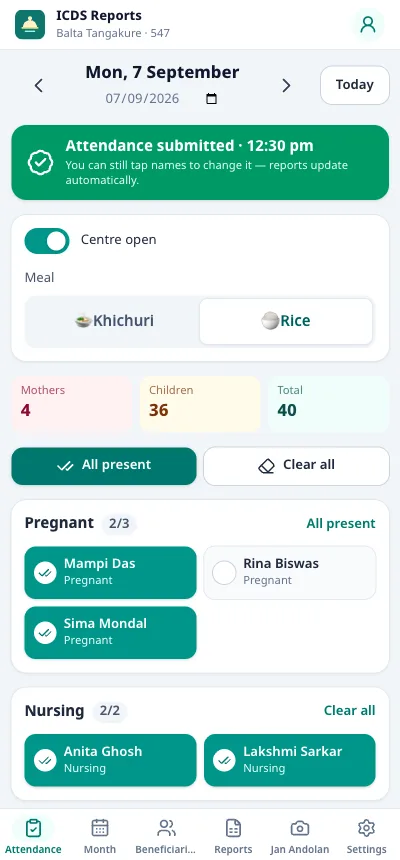 ICDS Reports
Balta Tangakure · 547
Mon, 7 September
07/09/2026
Today
Attendance submitted · 12:30 pm
You can still tap names to change it — reports update
automatically.
Centre open
Meal
Khichuri
Rice
Mothers
4
Children
36
Total
40
All present
Clear all
Pregnant 2/3
All present
Mampi Das
Pregnant
Rina Biswas
Pregnant
Sima Mondal
Pregnant
Nursing 2/2
Clear all
Anita Ghosh
Nursing
Lakshmi Sarkar
Nursing
Attendance
Month
Beneficiari...
Reports
Jan Andolan
Settings